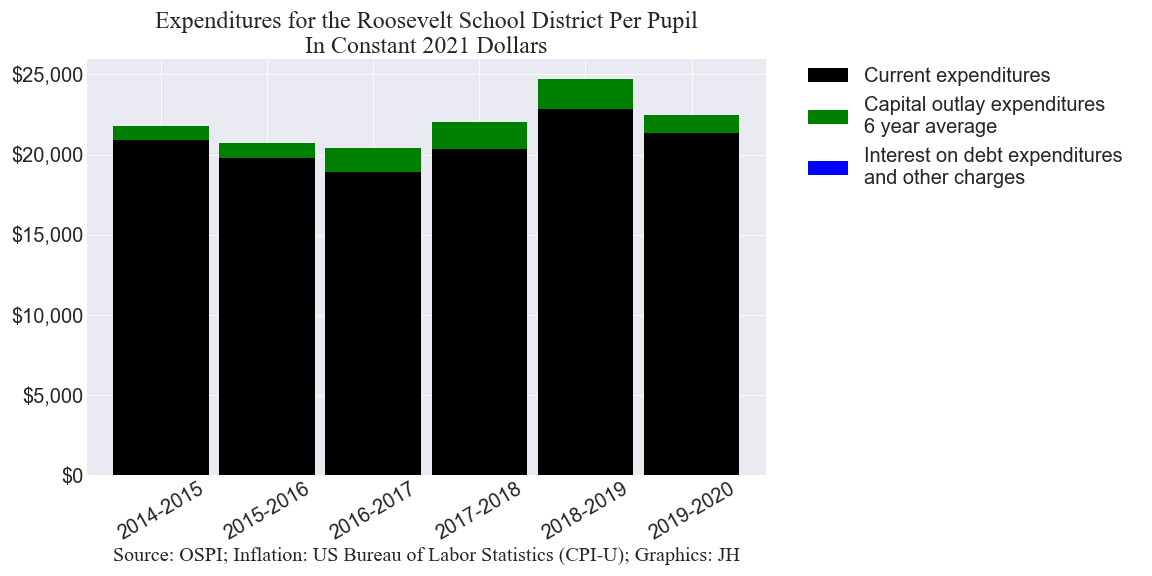 Expenditures for the Roosevelt School District Per Pupil
In Constant 2021 Dollars
$25,000
$20,000
$15,000
$10,000
$5,000
$0
2014-2015
2015-2016
2016-2017
2017-2018
2018-2019
2019-2020
Current expenditures
Capital outlay expenditures
6 year average
Interest on debt expenditures
and other charges
Source: OSPI; Inflation: US Bureau of Labor Statistics (CPI-U); Graphics: JH